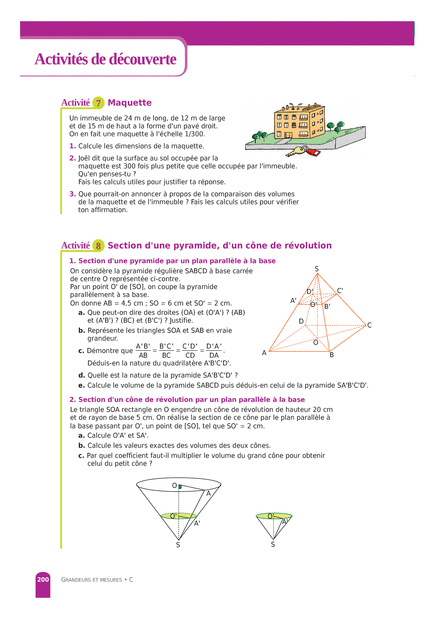 Activités de découverte
Activité 7 Maquette
Un immeuble de 24 m de long, de 12 m de large
et de 15 m de haut a la forme d'un pavé droit.
On en fait une maquette à l'échelle 1/300.
1. Calcule les dimensions de la maquette.
2. Joël dit que la surface au sol occupée par la
maquette est 300 fois plus petite que celle occupée par l'immeuble.
Qu'en penses-tu ?
Fais les calculs utiles pour justifier ta réponse.
3. Que pourrait-on annoncer à propos de la comparaison des volumes
de la maquette et de l'immeuble ? Fais les calculs utiles pour vérifier
ton affirmation.
Activité 8 Section d'une pyramide, d'un cône de révolution
1. Section d'une pyramide par un plan parallèle à la base
On considère la pyramide régulière SABCD à base carrée
de centre O représentée ci-contre.
Par un point O' de [SO], on coupe la pyramide
parallèlement à sa base.
On donne AB = 4,5 cm ; SO = 6 cm et SO' = 2 cm.
a. Que peut-on dire des droites (OA) et (O'A') ? (AB)
et (A'B') ? (BC) et (B'C') ? Justifie.
b. Représente les triangles SOA et SAB en vraie
grandeur.
c. Démontre que A'B'/AB = B'C'/BC = C'D'/CD = D'A'/DA.
Déduis-en la nature du quadrilatère A'B'C'D'.
d. Quelle est la nature de la pyramide SA'B'C'D' ?
e. Calcule le volume de la pyramide SABCD puis déduis-en celui de la pyramide SA'B'C'D'.
S
D'
C'
A'
O'
B'
D
C
O
A
B
2. Section d'un cône de révolution par un plan parallèle à la base
Le triangle SOA rectangle en O engendre un cône de révolution de hauteur 20 cm
et de rayon de base 5 cm. On réalise la section de ce cône par le plan parallèle à
la base passant par O', un point de [SO], tel que SO' = 2 cm.
a. Calcule O'A' et SA'.
b. Calcule les valeurs exactes des volumes des deux cônes.
c. Par quel coefficient faut-il multiplier le volume du grand cône pour obtenir
celui du petit cône ?
O
A
O'
A'
S
O'
A'
S
200 GRANDEURS ET MESURES • C